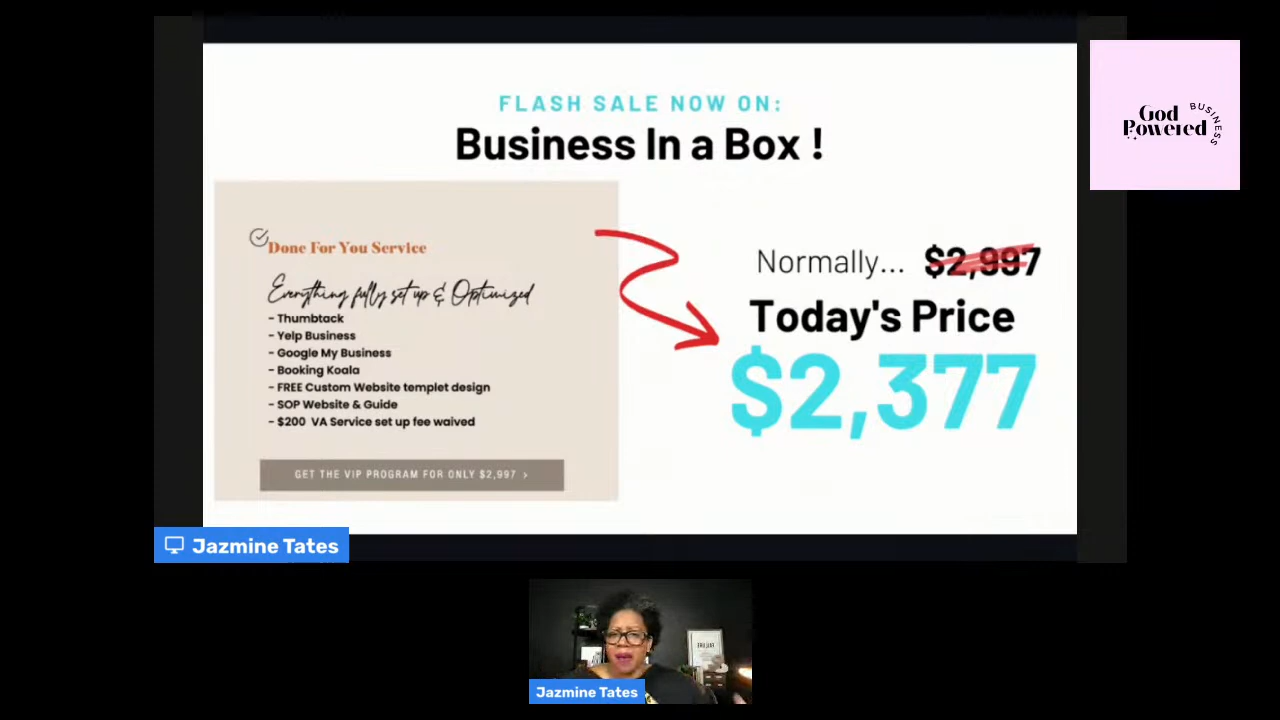 FLASH SALE NOW ON:
Business In a Box !
God Powered BUSINESS
Done For You Service
Everything fully set up & Optimized
- Thumbtack
- Yelp Business
- Google My Business
- Booking Koala
- FREE Custom Website templet design
- SOP Website & Guide
- $200 VA Service set up fee waived
GET THE VIP PROGRAM FOR ONLY $2,997 >
Normally... $2,997
Today's Price
$2,377
Jazmine Tates
Jazmine Tates